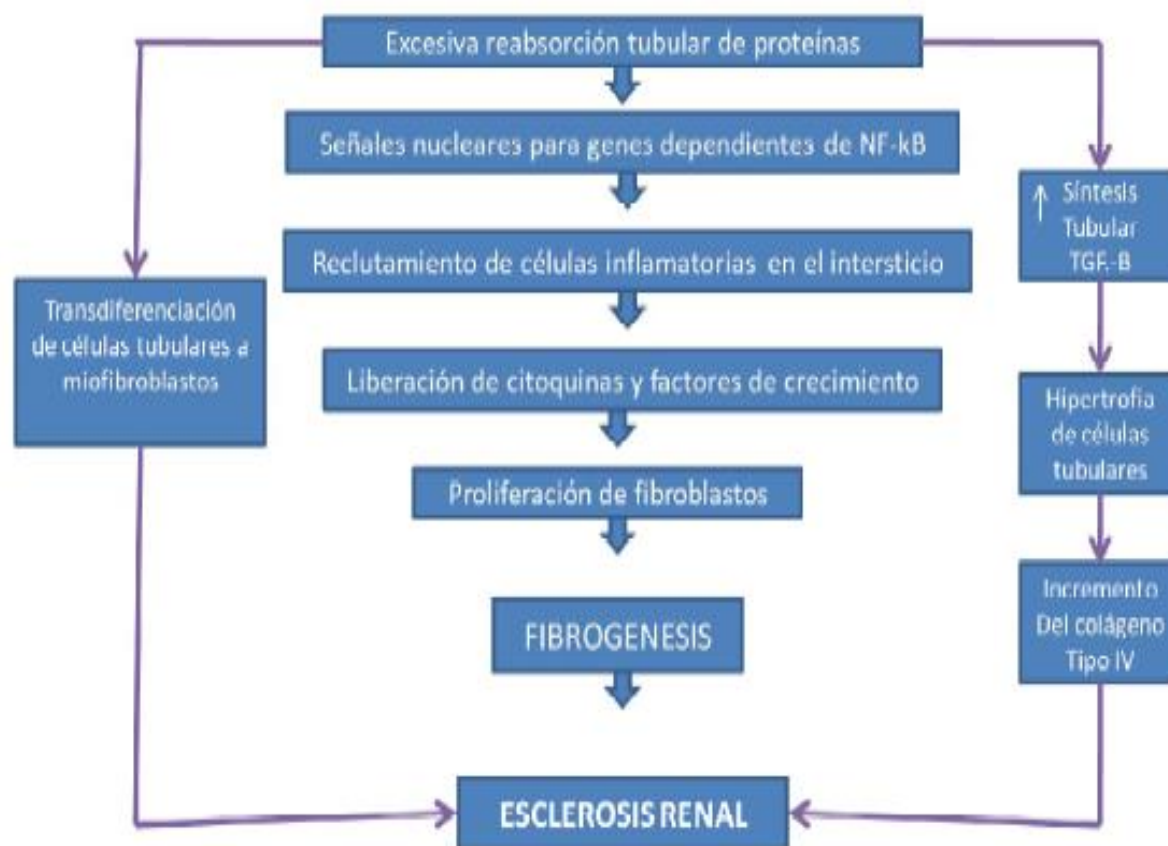 Excesiva reabsorción tubular de proteínas
Señales nucleares para genes dependientes de NF-kB
Reclutamiento de células inflamatorias en el intersticio
Liberación de citoquinas y factores de crecimiento
Proliferación de fibroblastos
FIBROGENESIS
ESCLEROSIS RENAL
Transdiferenciación
de células tubulares a
miofibroblastos
↑ Síntesis
Tubular
TGF.-B
Hipertrofia
de células
tubulares
Incremento
Del colágeno
Tipo IV